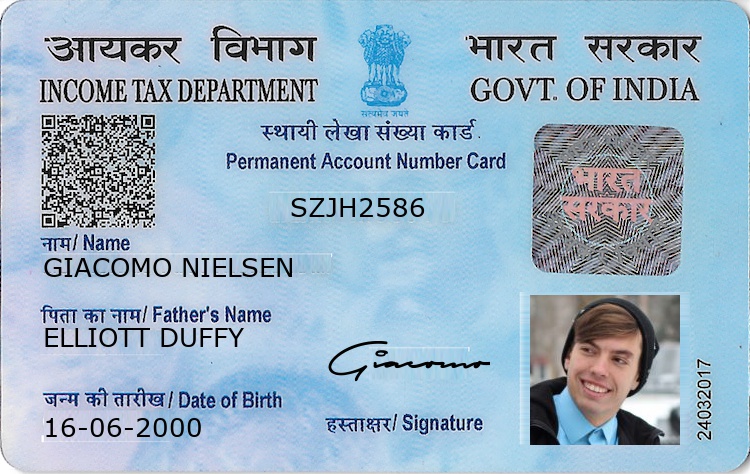 आयकर विभाग
INCOME TAX DEPARTMENT
भारत सरकार
GOVT. OF INDIA
सत्यमेव जयते
स्थायी लेखा संख्या कार्ड
Permanent Account Number Card
SZJH2586
भारत
सरकार
नाम/ Name
GIACOMO NIELSEN
पिता का नाम/ Father's Name
ELLIOTT DUFFY
Giacomo
जन्म की तारीख / Date of Birth
16-06-2000
हस्ताक्षर/ Signature
24032017